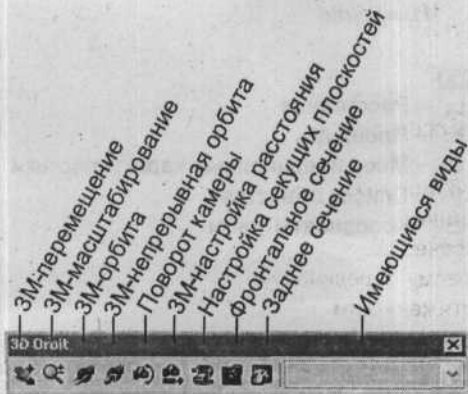 3М-перемещение
3М-масштабирование
3М-орбита
3М-непрерывная орбита
Поворот камеры
3М-настройка расстояния
Настройка секущих плоскостей
Фронтальное сечение
Заднее сечение
Имеющиеся виды
3D Orbit